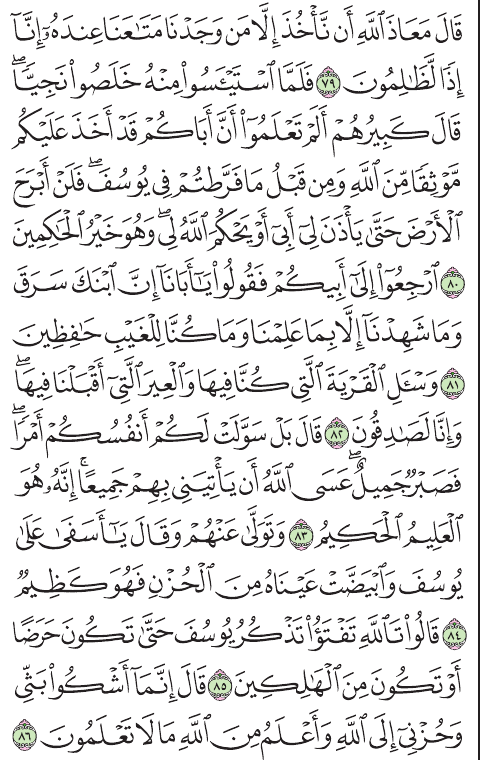 قَالَ مَعَاذَ ٱللَّهِ أَن نَّأۡخُذَ إِلَّا مَن وَجَدۡنَا مَتَٰعَنَا عِندَهُۥٓ إِنَّآ
إِذٗا لَّظَٰلِمُونَ ٧٩ فَلَمَّا ٱسۡتَيۡـَٔسُواْ مِنۡهُ خَلَصُواْ نَجِيّٗاۖ
قَالَ كَبِيرُهُمۡ أَلَمۡ تَعۡلَمُوٓاْ أَنَّ أَبَاكُمۡ قَدۡ أَخَذَ عَلَيۡكُم
مَّوۡثِقٗا مِّنَ ٱللَّهِ وَمِن قَبۡلُ مَا فَرَّطتُمۡ فِي يُوسُفَۖ فَلَنۡ أَبۡرَحَ
ٱلۡأَرۡضَ حَتَّىٰ يَأۡذَنَ لِيٓ أَبِيٓ أَوۡ يَحۡكُمَ ٱللَّهُ لِيۖ وَهُوَ خَيۡرُ ٱلۡحَٰكِمِينَ
٨٠ ٱرۡجِعُوٓاْ إِلَىٰٓ أَبِيكُمۡ فَقُولُواْ يَٰٓأَبَانَآ إِنَّ ٱبۡنَكَ سَرَقَ
وَمَا شَهِدۡنَآ إِلَّا بِمَا عَلِمۡنَا وَمَا كُنَّا لِلۡغَيۡبِ حَٰفِظِينَ
٨١ وَسۡـَٔلِ ٱلۡقَرۡيَةَ ٱلَّتِي كُنَّا فِيهَا وَٱلۡعِيرَ ٱلَّتِيٓ أَقۡبَلۡنَا فِيهَاۖ
وَإِنَّا لَصَٰدِقُونَ ٨٢ قَالَ بَلۡ سَوَّلَتۡ لَكُمۡ أَنفُسُكُمۡ أَمۡرٗاۖ
فَصَبۡرٞ جَمِيلٌۖ عَسَى ٱللَّهُ أَن يَأۡتِيَنِي بِهِمۡ جَمِيعًاۚ إِنَّهُۥ هُوَ
ٱلۡعَلِيمُ ٱلۡحَكِيمُ ٨٣ وَتَوَلَّىٰ عَنۡهُمۡ وَقَالَ يَٰٓأَسَفَىٰ عَلَىٰ
يُوسُفَ وَٱبۡيَضَّتۡ عَيۡنَاهُ مِنَ ٱلۡحُزۡنِ فَهُوَ كَظِيمٞ
٨٤ قَالُواْ تَٱللَّهِ تَفۡتَؤُاْ تَذۡكُرُ يُوسُفَ حَتَّىٰ تَكُونَ حَرَضًا
أَوۡ تَكُونَ مِنَ ٱلۡهَٰلِكِينَ ٨٥ قَالَ إِنَّمَآ أَشۡكُواْ بَثِّي
وَحُزۡنِيٓ إِلَى ٱللَّهِ وَأَعۡلَمُ مِنَ ٱللَّهِ مَا لَا تَعۡلَمُونَ ٨٦